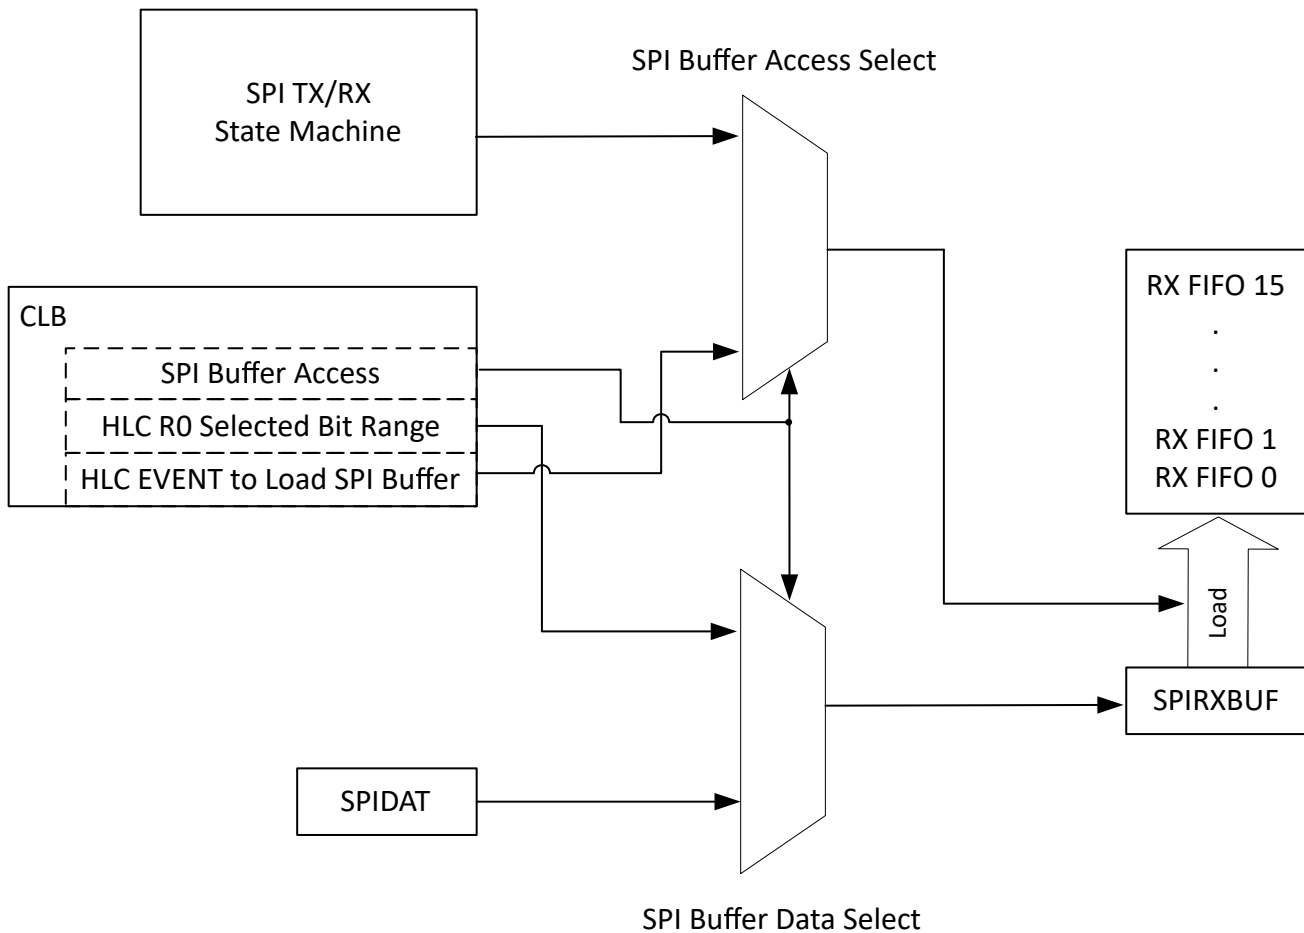 SPI Buffer Access Select
SPI TX/RX
State Machine
CLB
SPI Buffer Access
HLC R0 Selected Bit Range
HLC EVENT to Load SPI Buffer
RX FIFO 15
.
.
.
RX FIFO 1
RX FIFO 0
Load
SPIRXBUF
SPIDAT
SPI Buffer Data Select